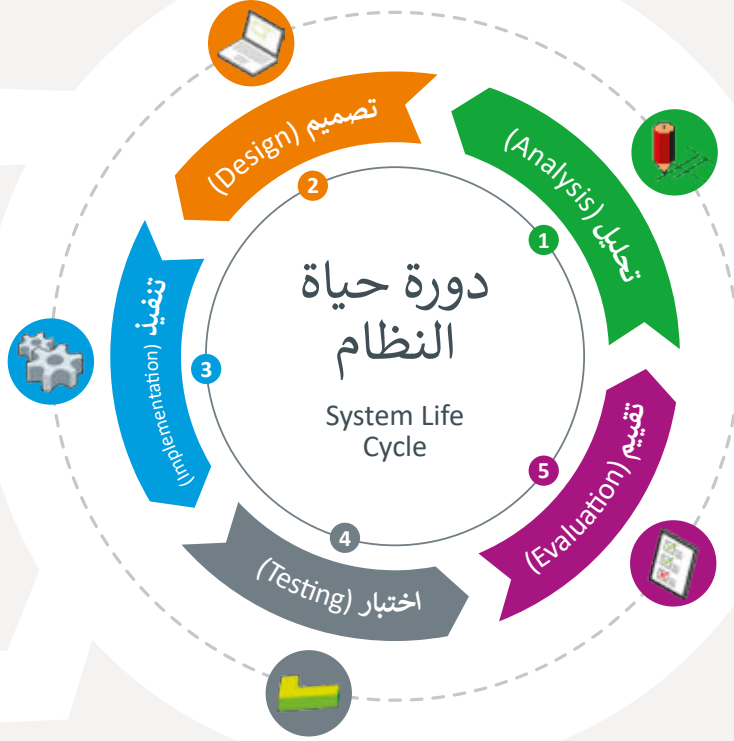 دورة حياة
النظام
System Life
Cycle
1
تحليل (Analysis)
2
تصميم (Design)
3
تنفيذ (Implementation)
4
اختبار (Testing)
5
تقييم (Evaluation)